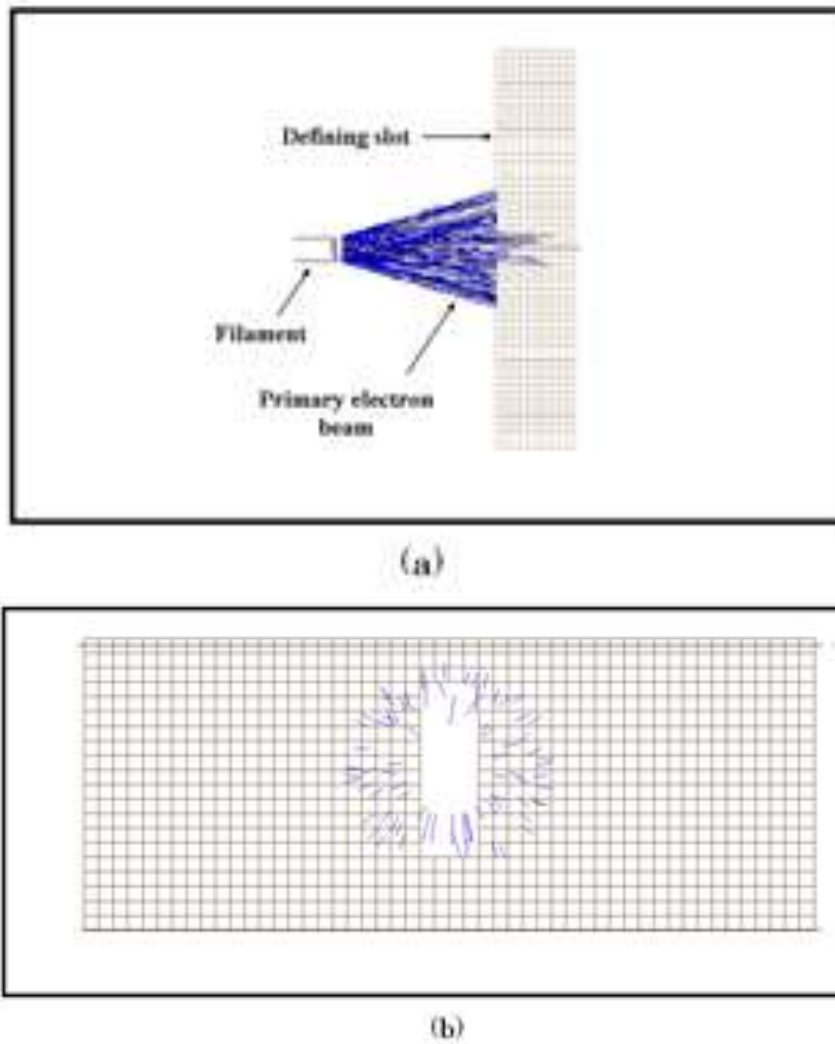 Defining slot
Filament
Primary electron
beam
(a)
(b)